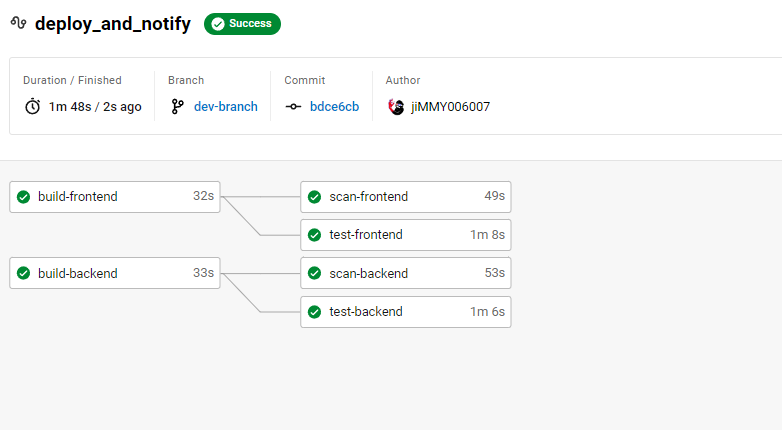 deploy_and_notify Success
Duration / Finished Branch Commit Author
1m 48s / 2s ago dev-branch bdce6cb jiMMY006007
build-frontend 32s scan-frontend 49s
test-frontend 1m 8s
build-backend 33s scan-backend 53s
test-backend 1m 6s